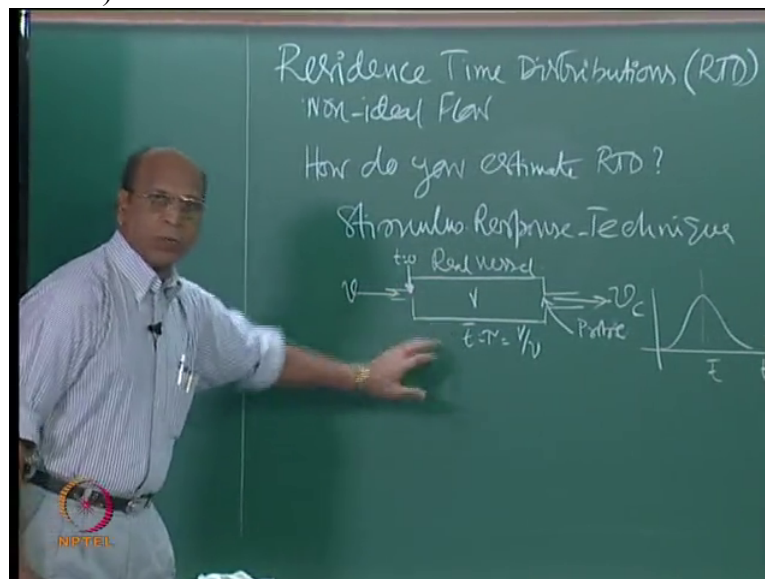 Residence Time Distributions (RTD)
Non-ideal Flow
How do you estimate RTD?
Stimulus-Response-Technique
t=0 Real vessel
v V v C
Probe
t̄ = τ = V/v
t̄ t
NPTEL